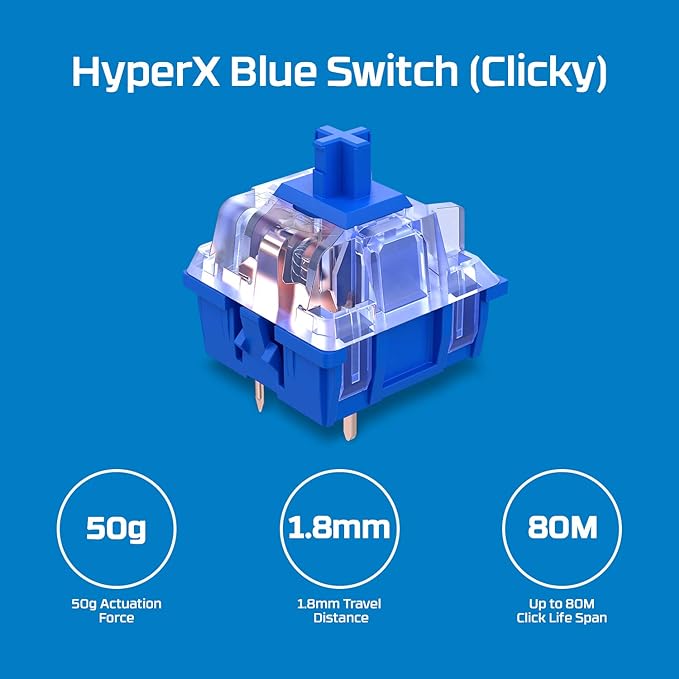 HyperX Blue Switch (Clicky)
50g
1.8mm
80M
50g Actuation
Force
1.8mm Travel
Distance
Up to 80M
Click Life Span